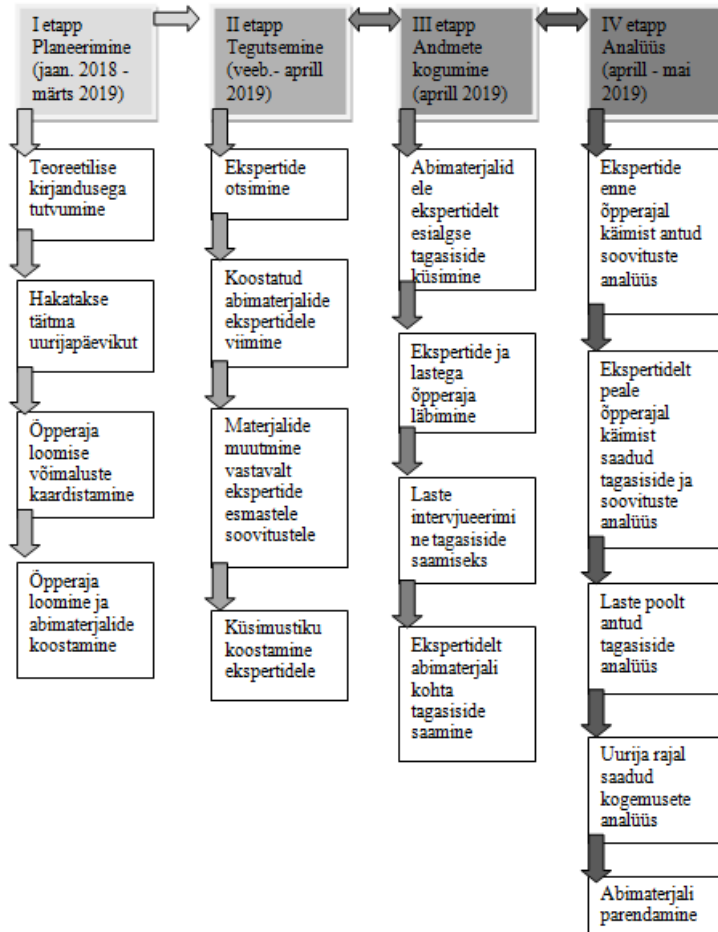 I etapp
Planeerimine
(jaan. 2018 -
märts 2019)
Teoreetilise
kirjandusega
tutvumine
Hakatakse
täitma
uurijapäevikut
Õpperaja
loomise
võimaluste
kaardistamine
Õpperaja
loomine ja
abimaterjalide
koostamine
II etapp
Tegutsemine
(veeb.- aprill
2019)
Ekspertide
otsimine
Koostatud
abimaterjalide
ekspertidele
viimine
Materjalide
muutmine
vastavalt
ekspertide
esmastele
soovitustele
Küsimustiku
koostamine
ekspertidele
III etapp
Andmete
kogumine
(aprill 2019)
Abimaterjalid
ele
ekspertidelt
esialgse
tagasiside
küsimine
Ekspertide ja
lastega
õpperaja
läbimine
Laste
intervjueerimi
ne tagasiside
saamiseks
Ekspertidelt
abimaterjali
kohta
tagasiside
saamine
IV etapp
Analüüs
(aprill - mai
2019)
Ekspertide
enne
õpperajal
käimist antud
soovituste
analüüs
Ekspertidelt
peale
õpperajal
käimist
saadud
tagasiside ja
soovituste
analüüs
Laste poolt
antud
tagasiside
analüüs
Uurija rajal
saadud
kogemusete
analüüs
Abimaterjali
parendamine